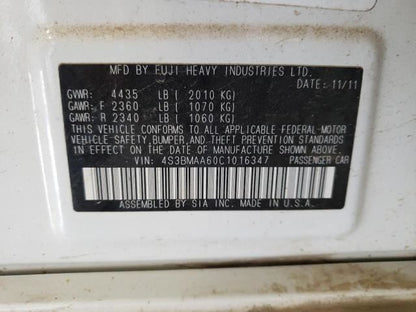 MFD BY FUJI HEAVY INDUSTRIES LTD.
DATE: 11/11
GVWR: 4435 LB ( 2010 KG)
GAWR: F 2360 LB ( 1070 KG)
GAWR: R 2340 LB ( 1060 KG)
THIS VEHICLE CONFORMS TO ALL APPLICABLE FEDERAL MOTOR
VEHICLE SAFETY, BUMPER, AND THEFT PREVENTION STANDARDS
IN EFFECT ON THE DATE OF MANUFACTURE SHOWN ABOVE.
VIN: 4S3BMAA60C1016347 PASSENGER CAR
ASSEMBLED BY SIA INC. MADE IN U.S.A.